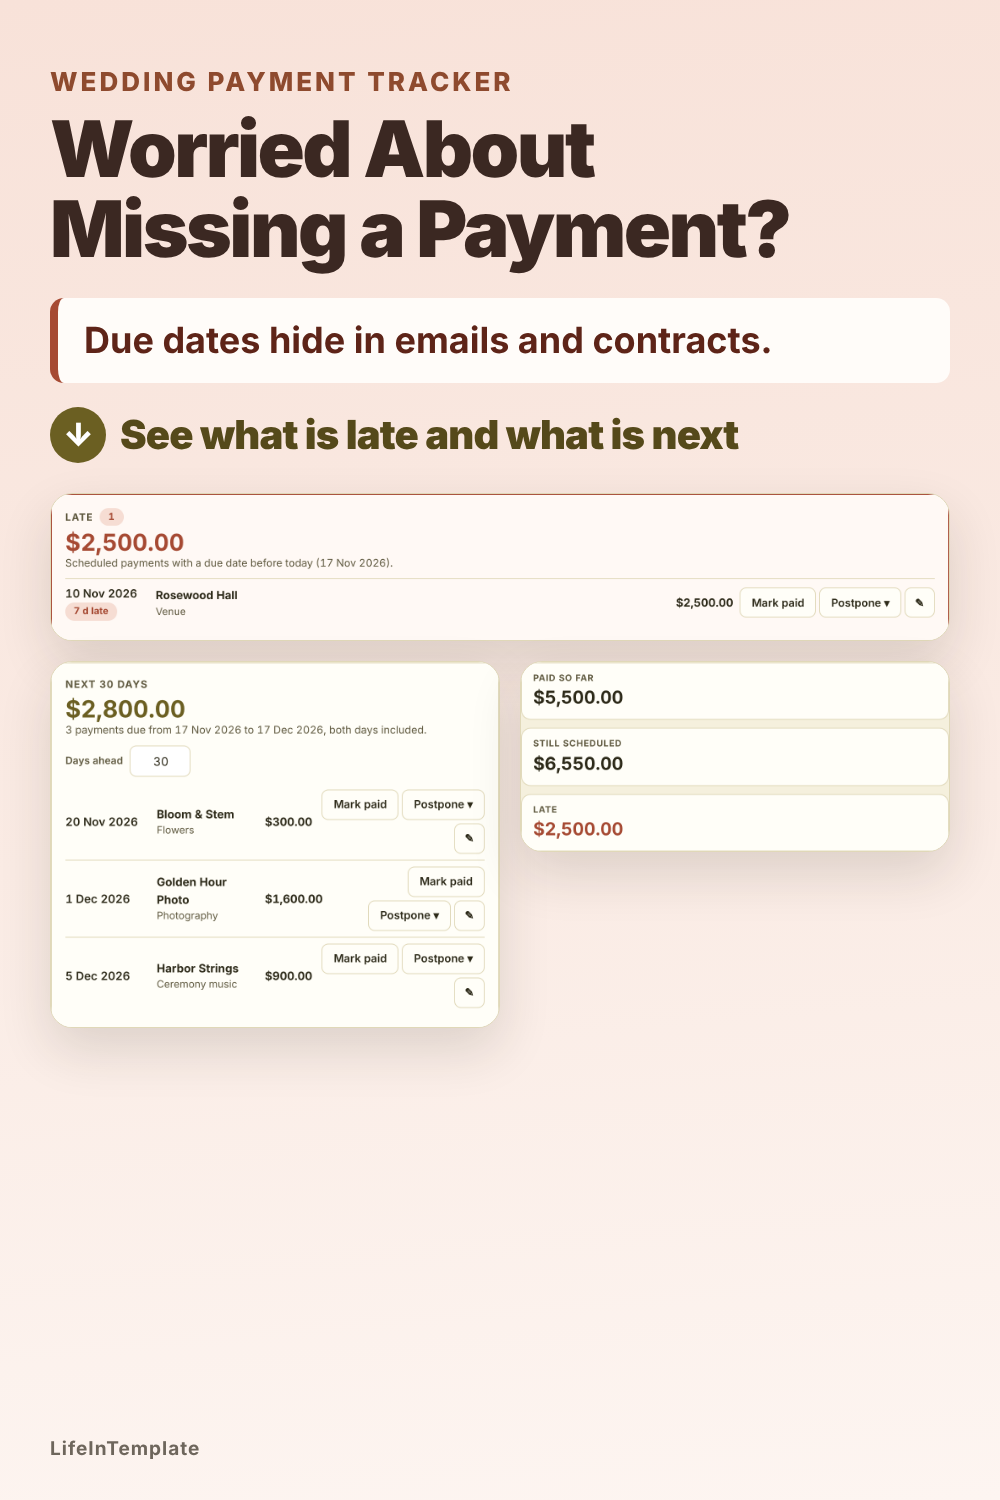 WEDDING PAYMENT TRACKER
Worried About
Missing a Payment?
Due dates hide in emails and contracts.
See what is late and what is next
LATE 1
$2,500.00
Scheduled payments with a due date before today (17 Nov 2026).
10 Nov 2026
7 d late
Rosewood Hall
Venue
$2,500.00 Mark paid Postpone ▾ ✎
NEXT 30 DAYS
$2,800.00
3 payments due from 17 Nov 2026 to 17 Dec 2026, both days included.
Days ahead 30
20 Nov 2026
Bloom & Stem
Flowers
$300.00
Mark paid Postpone ▾
✎
1 Dec 2026
Golden Hour
Photo
Photography
$1,600.00
Mark paid
Postpone ▾ ✎
5 Dec 2026
Harbor Strings
Ceremony music
$900.00
Mark paid Postpone ▾
✎
PAID SO FAR
$5,500.00
STILL SCHEDULED
$6,550.00
LATE
$2,500.00
LifeInTemplate